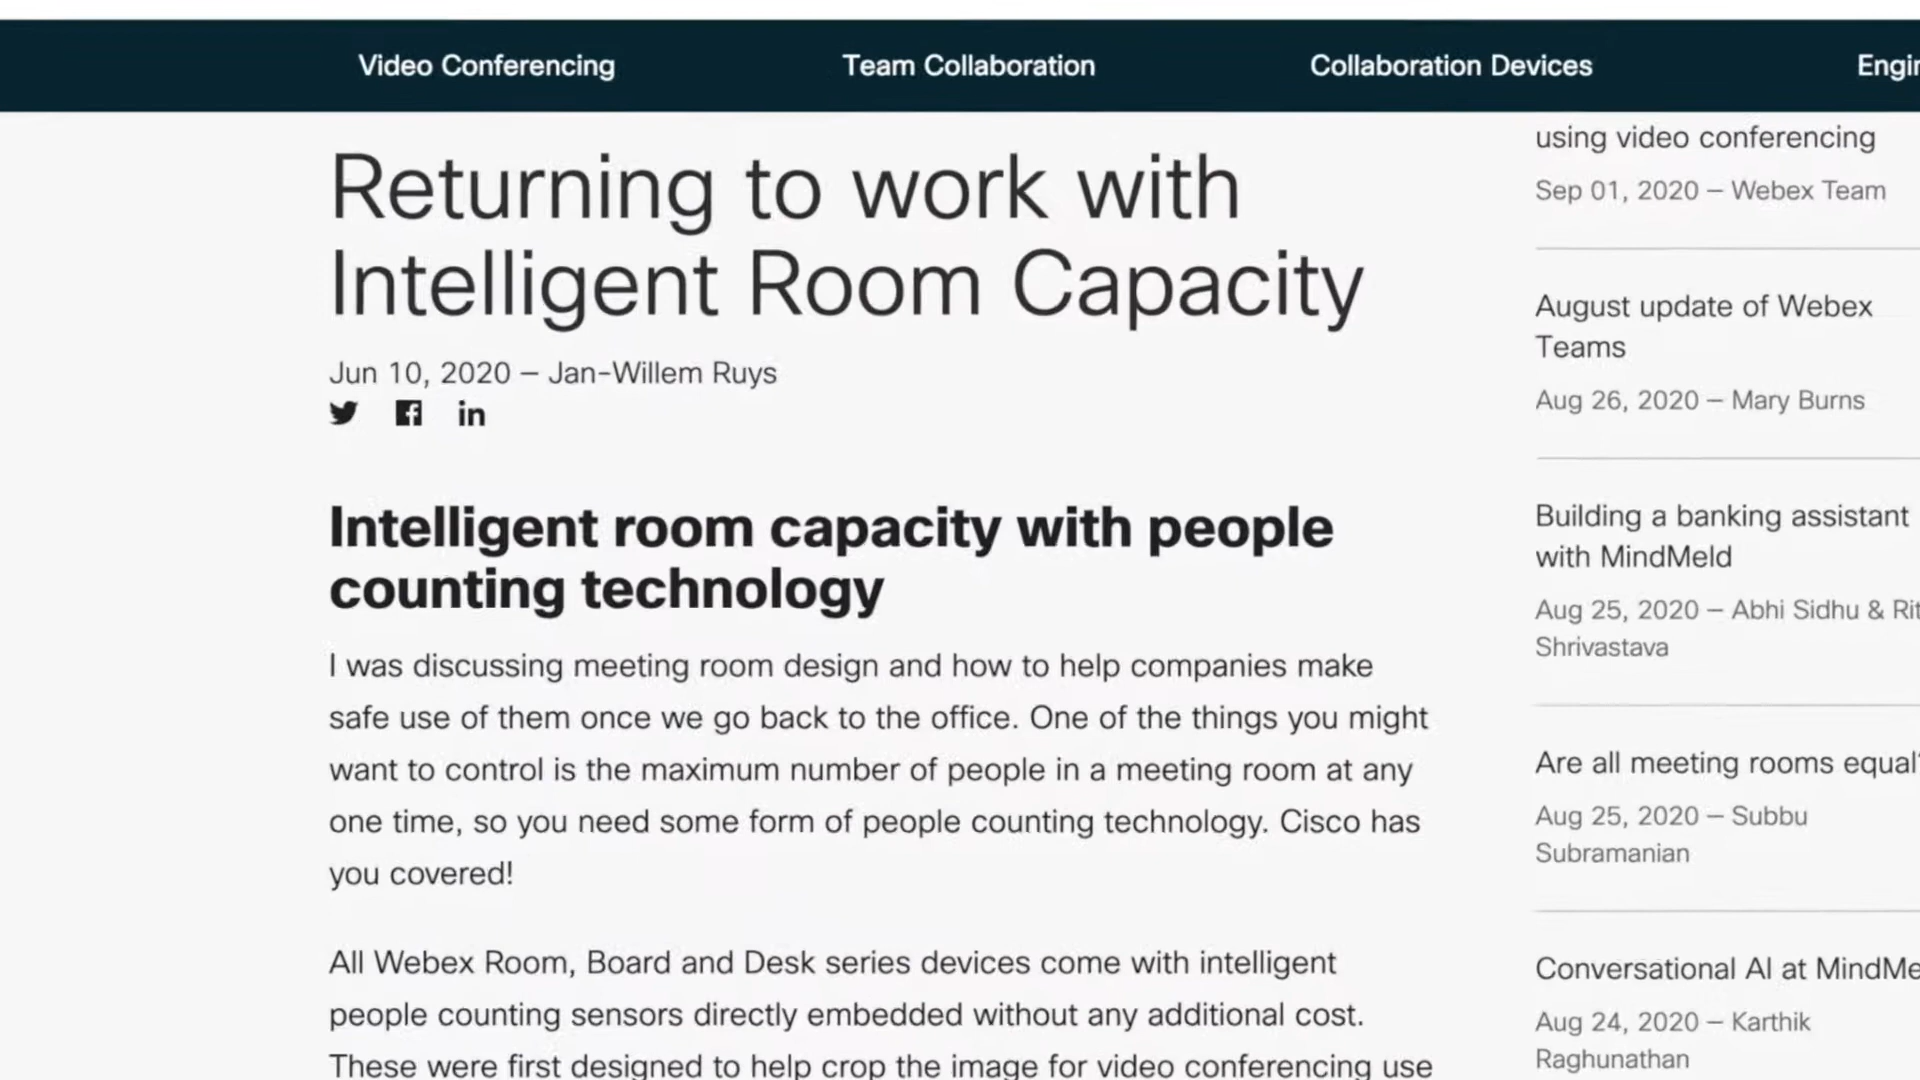 Video Conferencing
Team Collaboration
Collaboration Devices
Returning to work with
Intelligent Room Capacity
Jun 10, 2020 – Jan-Willem Ruys
Intelligent room capacity with people
counting technology
I was discussing meeting room design and how to help companies make
safe use of them once we go back to the office. One of the things you might
want to control is the maximum number of people in a meeting room at any
one time, so you need some form of people counting technology. Cisco has
you covered!
All Webex Room, Board and Desk series devices come with intelligent
people counting sensors directly embedded without any additional cost.
These were first designed to help crop the image for video conferencing use
using video conferencing
Sep 01, 2020 – Webex Team
August update of Webex
Teams
Aug 26, 2020 – Mary Burns
Building a banking assistant
with MindMeld
Aug 25, 2020 – Abhi Sidhu &
Shrivastava
Are all meeting rooms equal
Aug 25, 2020 – Subbu
Subramanian
Conversational AI at
Aug 24, 2020 – Karthik
Raghunathan